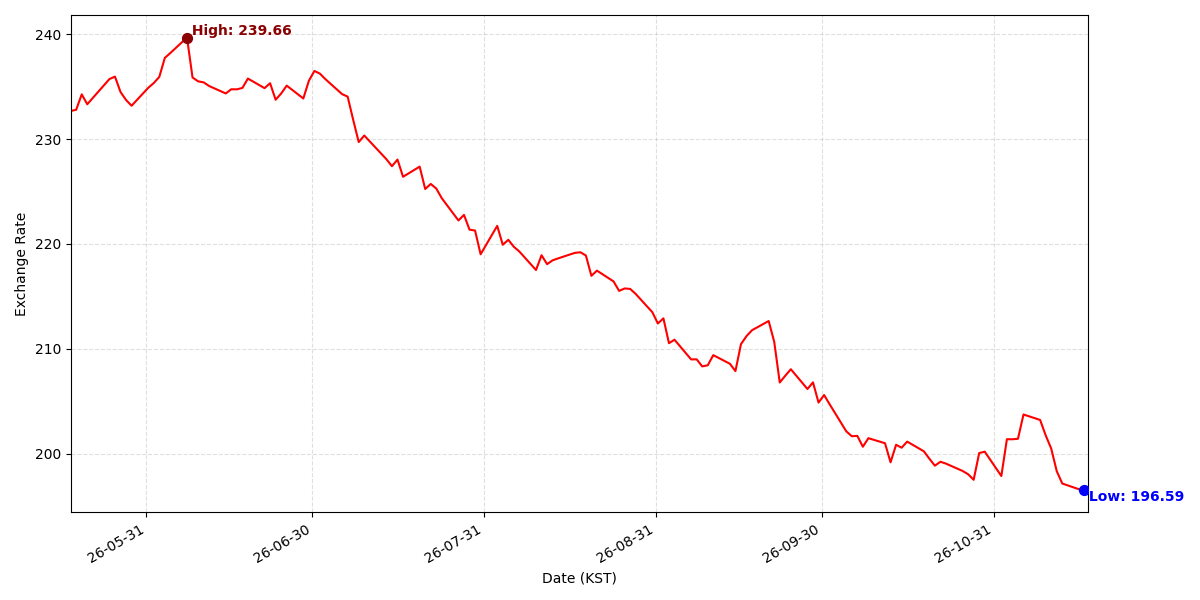 High: 239.66
240
230
220
210
200
Exchange Rate
Low: 196.59
26-05-31
26-06-30
26-07-31
26-08-31
26-09-30
26-10-31
Date (KST)